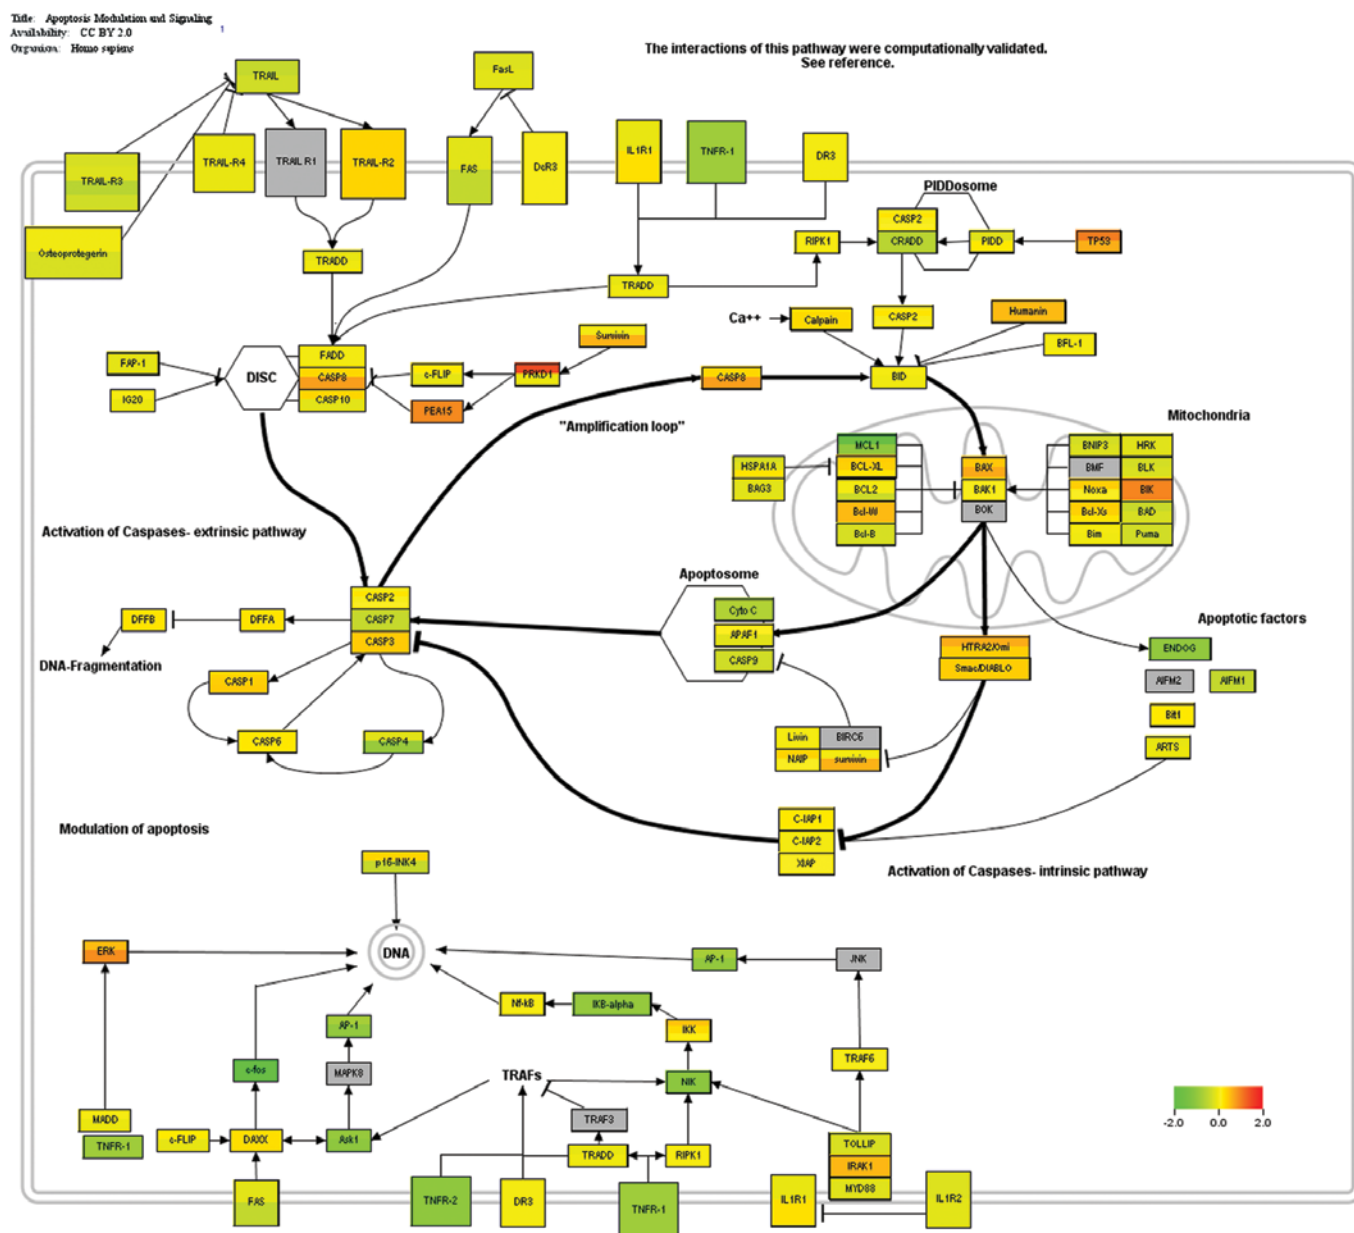 Title: Apoptosis Modulation and Signaling
Availability: CC BY 2.0
1
Organism: Homo sapiens
The interactions of this pathway were computationally validated.
See reference.
TRAIL
FasL
TRAIL-R3
TRAIL-R4
TRAIL R1
TRAIL-R2
FAS
DcR3
IL1R1
TNFR-1
DR3
Osteoprotegerin
TRADD
TRADD
PIDDosome
CASP2
RIPK1
CRADD
PIDD
TP53
Ca++
Calpain
CASP2
Humanin
BFL-1
FAP-1
IG20
DISC
FADD
CASP8
CASP10
c-FLIP
PRKD1
PEA15
Survivin
CASP8
BID
"Amplification loop"
Mitochondria
HSPA1A
BAG3
MCL1
BCL-XL
BCL2
Bcl-W
Bcl-B
BAX
BAK1
BOK
BNIP3
HRK
BMF
BLK
Noxa
BIK
Bcl-Xs
BAD
Bim
Puma
Activation of Caspases- extrinsic pathway
Apoptosome
Cyto C
APAF1
CASP9
CASP2
CASP7
CASP3
DFFB
DFFA
DNA-Fragmentation
CASP1
CASP6
CASP4
HTRA2/Omi
Smac/DIABLO
Apoptotic factors
ENDOG
AIFM2
AIFM1
Bit1
ARTS
Livin
BIRC6
NAIP
survivin
C-IAP1
C-IAP2
XIAP
Activation of Caspases- intrinsic pathway
Modulation of apoptosis
p16-INK4
DNA
ERK
AP-1
JNK
Nf-kB
IKB-alpha
AP-1
IKK
c-fos
MAPK8
TRAFs
NIK
TRAF6
MADD
TNFR-1
c-FLIP
DAXX
Ask1
TRAF3
TRADD
RIPK1
TOLLIP
IRAK1
MYD88
FAS
TNFR-2
DR3
TNFR-1
IL1R1
IL1R2
-2.0
0.0
2.0